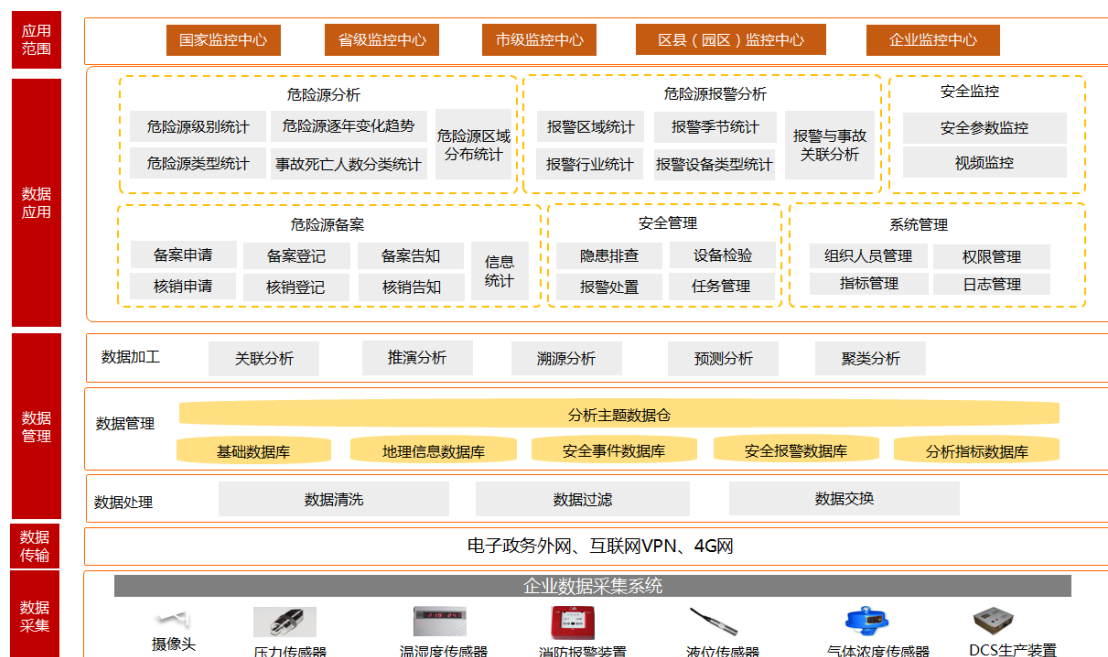 应用
范围
国家监控中心
省级监控中心
市级监控中心
区县（园区）监控中心
企业监控中心
数据
应用
危险源分析
危险源级别统计
危险源逐年变化趋势
危险源类型统计
事故死亡人数分类统计
危险源区域
分布统计
危险源报警分析
报警区域统计
报警季节统计
报警行业统计
报警设备类型统计
报警与事故
关联分析
安全监控
安全参数监控
视频监控
危险源备案
备案申请
备案登记
备案告知
核销申请
核销登记
核销告知
信息
统计
安全管理
隐患排查
设备检验
报警处置
任务管理
系统管理
组织人员管理
权限管理
指标管理
日志管理
数据
管理
数据加工
关联分析
推演分析
溯源分析
预测分析
聚类分析
数据管理
分析主题数据仓
基础数据库
地理信息数据库
安全事件数据库
安全报警数据库
分析指标数据库
数据处理
数据清洗
数据过滤
数据交换
数据
传输
电子政务外网、互联网VPN、4G网
数据
采集
企业数据采集系统
摄像头
压力传感器
温湿度传感器
消防报警装置
液位传感器
气体浓度传感器
DCS生产装置